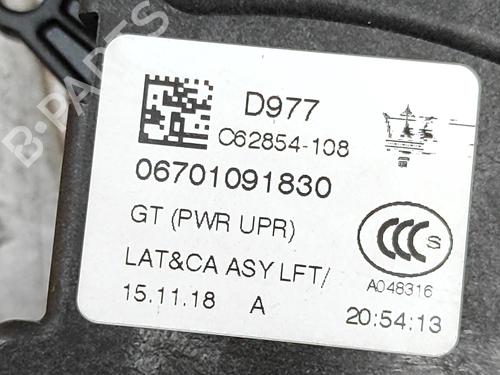 B-PARTS
D977
C62854-108
06701091830
GT (PWR UPR)
LAT&CA ASY LFT/
15.11.18 A
CCC S
A048316
20:54:13